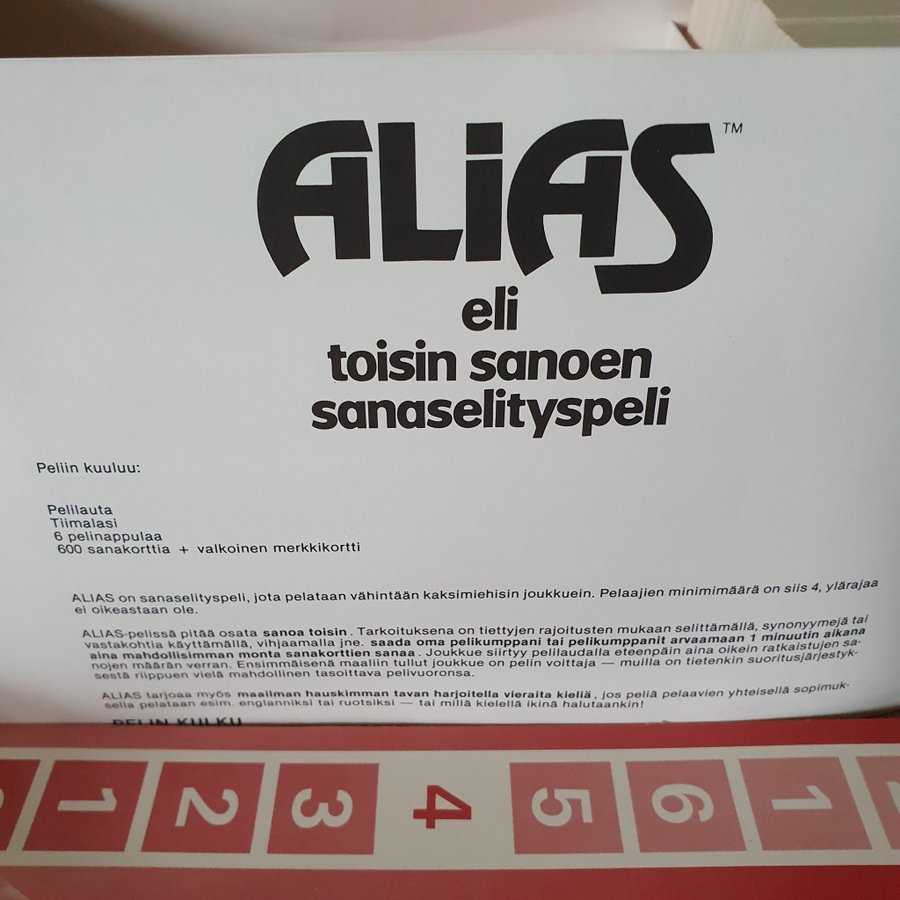 ALiAS™
eli
toisin sanoen
sanaselityspeli
Peliin kuuluu:
Pelilauta
Tiimalasi
6 pelinappulaa
600 sanakorttia + valkoinen merkkikortti
ALIAS on sanaselityspeli, jota pelataan vähintään kaksimiehisin joukkuein. Pelaajien minimimäärä on siis 4, ylärajaa
ei oikeastaan ole.
ALIAS-pelissä pitää osata sanoa toisin. Tarkoituksena on tiettyjen rajoitusten mukaan selittämällä, synonyymejä tai
vastakohtia käyttämällä, vihjaamalla jne. saada oma pelikumppani tai pelikumppanit arvaamaan 1 minuutin aikana
aina mahdollisimman monta sanakorttien sanaa. Joukkue siirtyy pelilaudalla eteenpäin aina oikein ratkaistujen sa-
nojen määrän verran. Ensimmäisenä maaliin tullut joukkue on pelin voittaja — muilla on tietenkin suoritusjärjestyk-
sestä riippuen vielä mahdollinen tasoittava pelivuoronsa.
ALIAS tarjoaa myös maailman hauskimman tavan harjoitella vieraita kieliä, jos peliä pelaavien yhteisellä sopimuk-
sella pelataan esim. englanniksi tai ruotsiksi — tai millä kielellä ikinä halutaankin!
PELIN KULKU
1 2 3 4 5 6 1